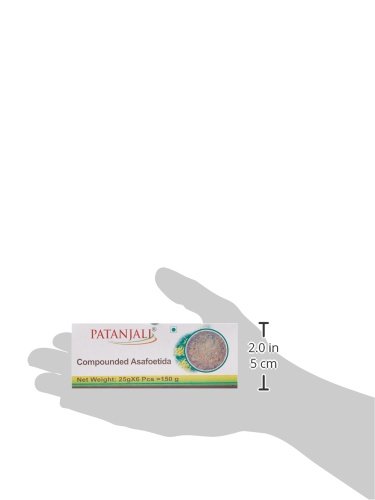 PATANJALI®
Compounded Asafoetida
Net Weight: 25gX6 Pcs =150 g
2.0 in
5 cm